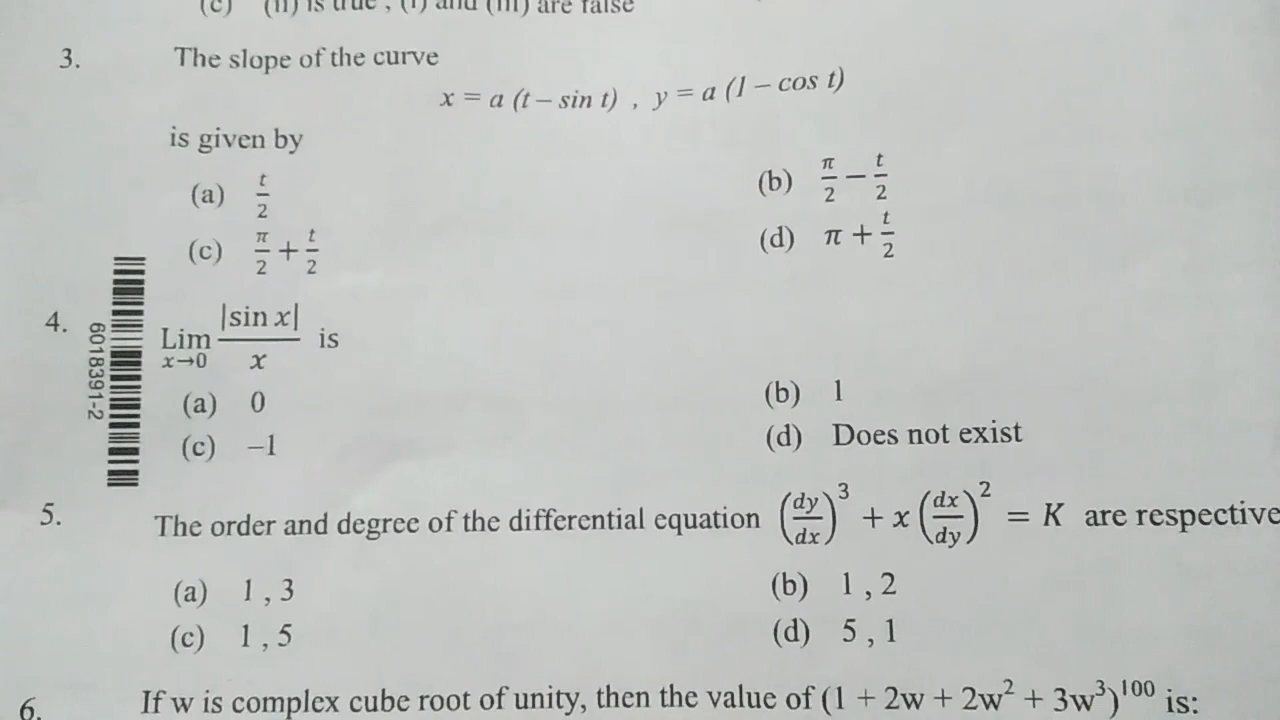 (c) (ii) is true , (i) and (iii) are false
3. The slope of the curve
x = a (t – sin t) , y = a (1 – cos t)
is given by
(a) t/2 (b) π/2 − t/2
(c) π/2 + t/2 (d) π + t/2
4. Lim x→0 |sin x|/x is
(a) 0 (b) 1
(c) –1 (d) Does not exist
6018391-2
5. The order and degree of the differential equation (dy/dx)³ + x (dx/dy)² = K are respective
(a) 1 , 3 (b) 1 , 2
(c) 1 , 5 (d) 5 , 1
6. If w is complex cube root of unity, then the value of (1 + 2w + 2w² + 3w³)¹⁰⁰ is: